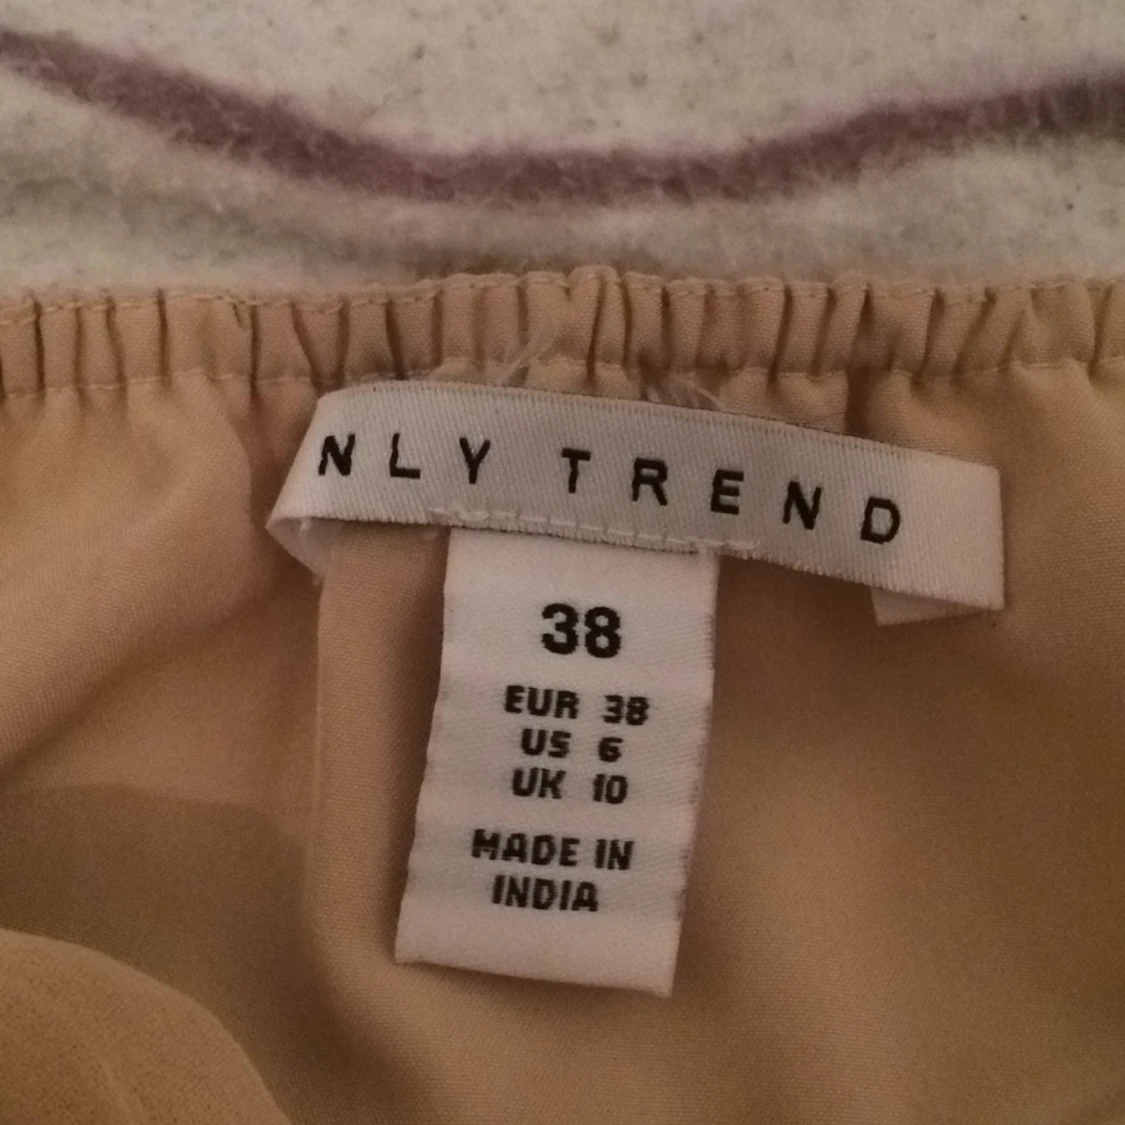 NLY TREND
38
EUR 38
US 6
UK 10
MADE IN
INDIA